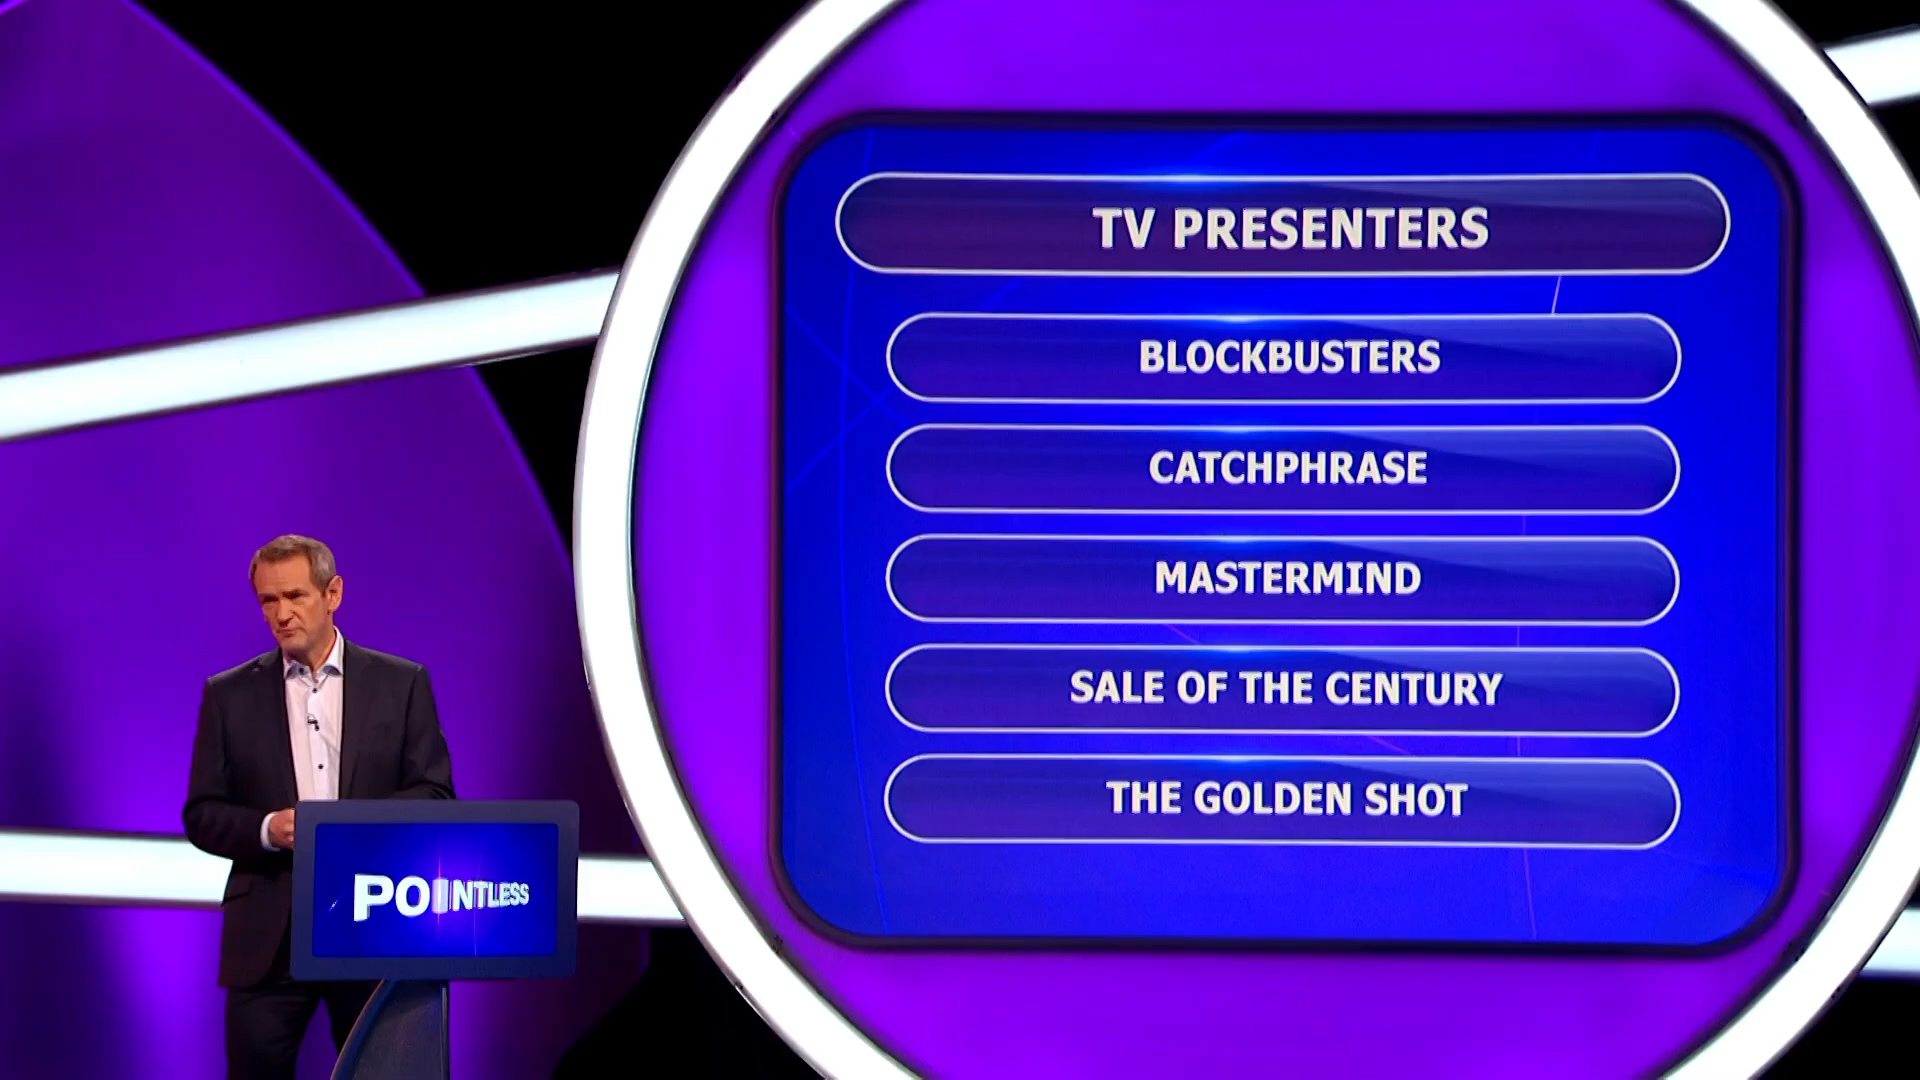 TV PRESENTERS
BLOCKBUSTERS
CATCHPHRASE
MASTERMIND
SALE OF THE CENTURY
THE GOLDEN SHOT
POINTLESS